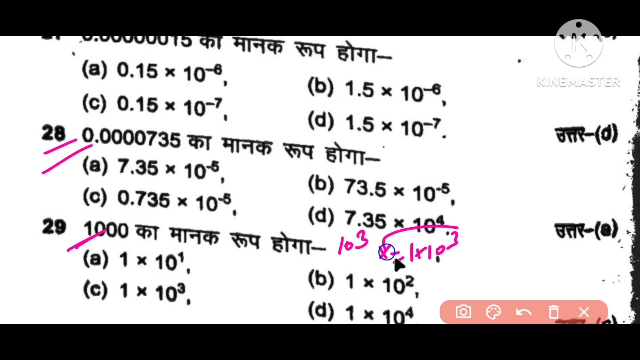 0.00000015 का मानक रूप होगा–
(a) 0.15 × 10⁻⁶,
(b) 1.5 × 10⁻⁶,
(c) 0.15 × 10⁻⁷,
(d) 1.5 × 10⁻⁷.
उत्तर-(d)
28 0.0000735 का मानक रूप होगा–
(a) 7.35 × 10⁻⁵,
(b) 73.5 × 10⁻⁵,
(c) 0.735 × 10⁻⁵,
(d) 7.35 × 10⁴.
उत्तर-(a)
29 1000 का मानक रूप होगा– 10³ 1×10³
(a) 1 × 10¹,
(b) 1 × 10²,
(c) 1 × 10³,
(d) 1 × 10⁴
KINEMASTER